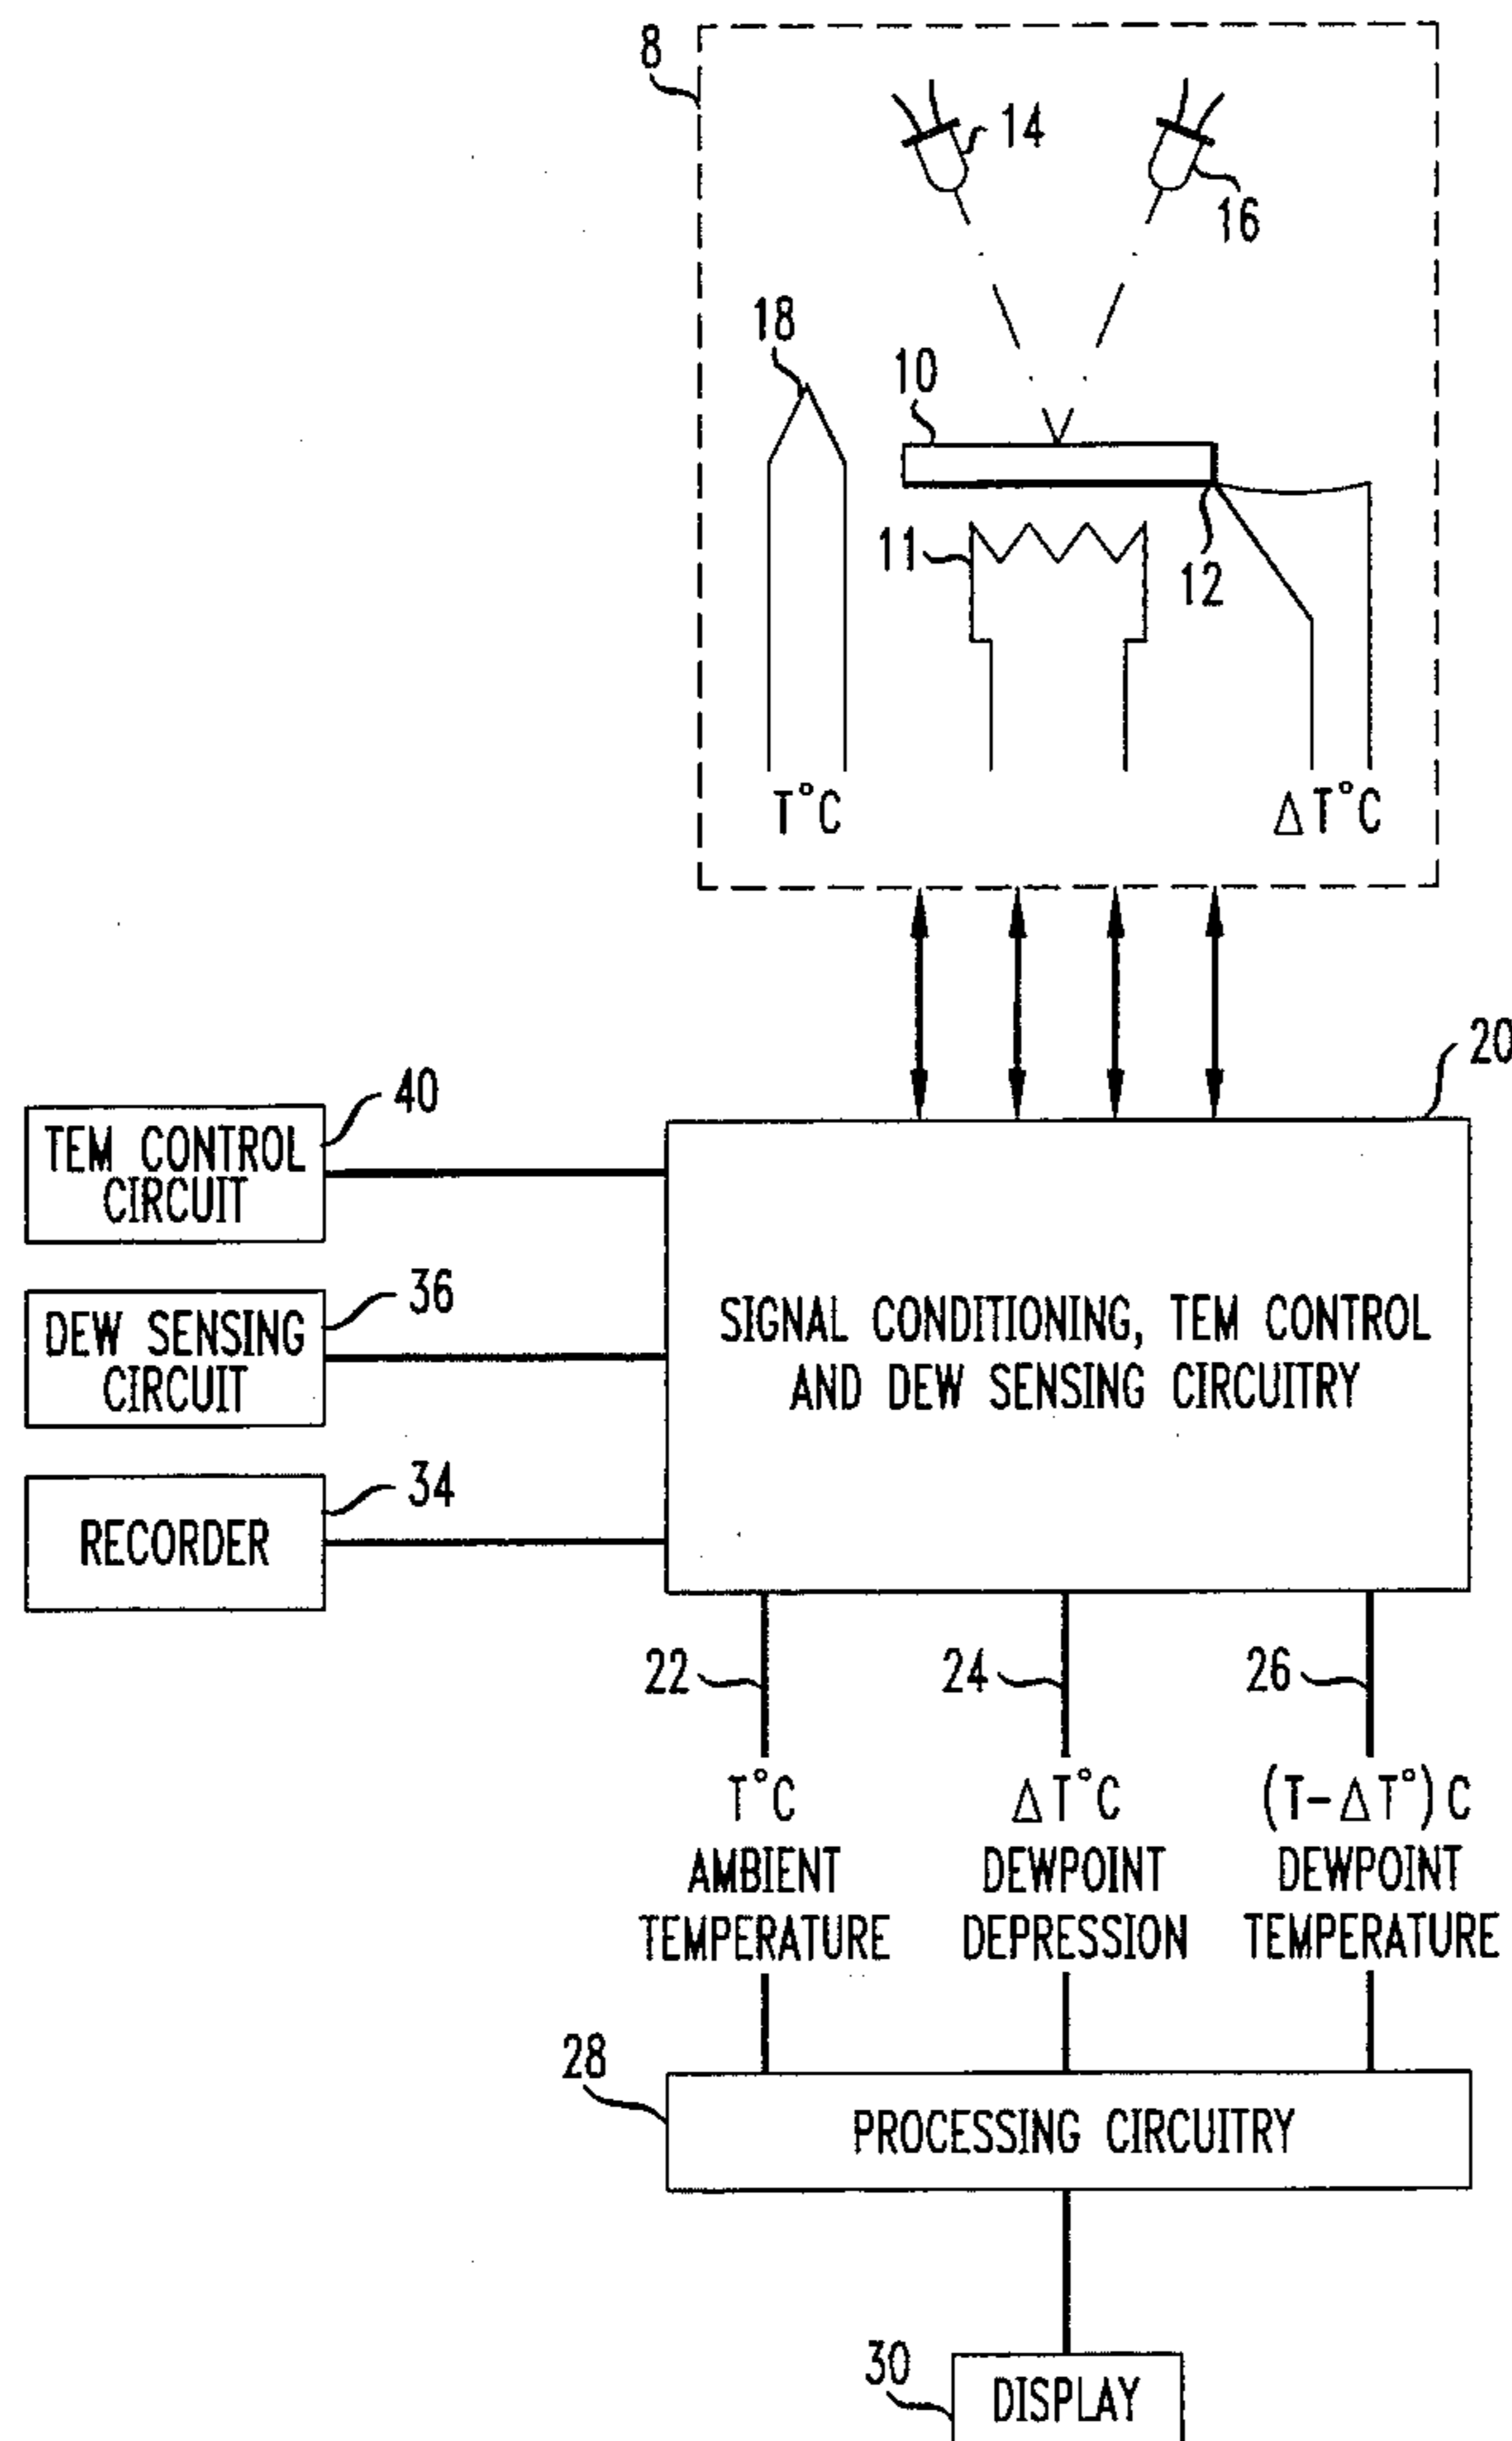 8
14
16
18
10
11
12
T°C
ΔT°C
20
40
TEM CONTROL
CIRCUIT
36
DEW SENSING
CIRCUIT
SIGNAL CONDITIONING, TEM CONTROL
AND DEW SENSING CIRCUITRY
34
RECORDER
22
24
26
T°C
AMBIENT
TEMPERATURE
ΔT°C
DEWPOINT
DEPRESSION
(T-ΔT°)C
DEWPOINT
TEMPERATURE
28
PROCESSING CIRCUITRY
30
DISPLAY